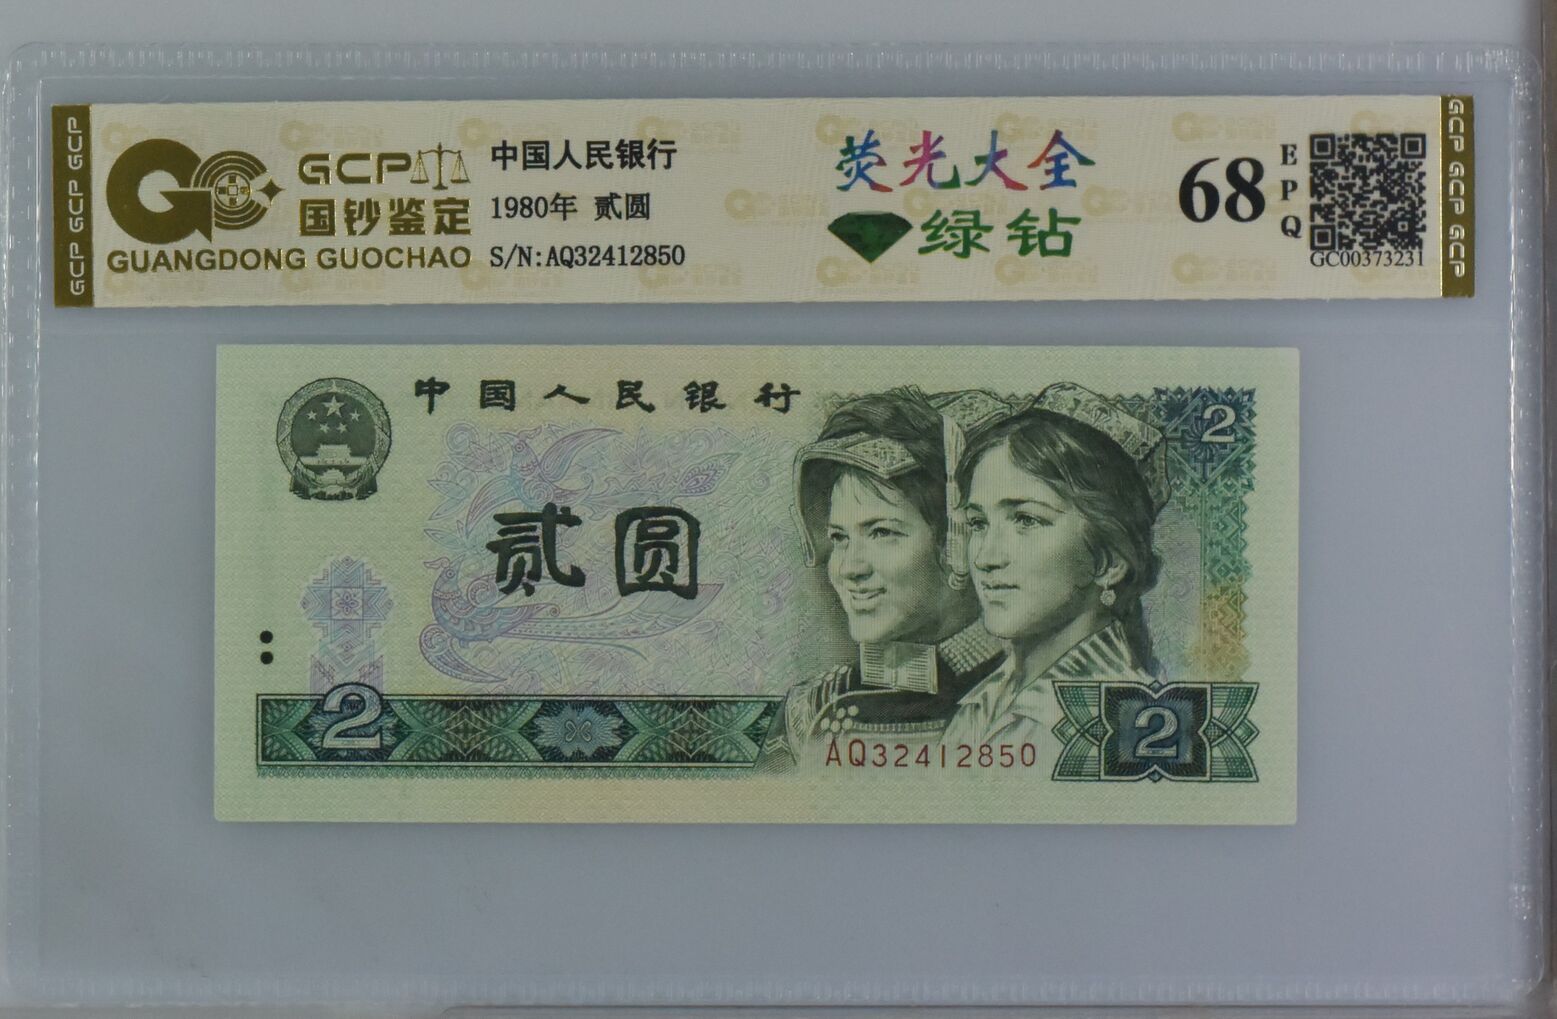 GCP GCP GCP
GCP
国钞鉴定
GUANGDONG GUOCHAO
中国人民银行
1980年 贰圆
S/N:AQ32412850
荧光大全
绿钻
68
EPQ
GC00373231
GCP GCP GCP
中国人民银行
2
贰圆
2
AQ32412850
2